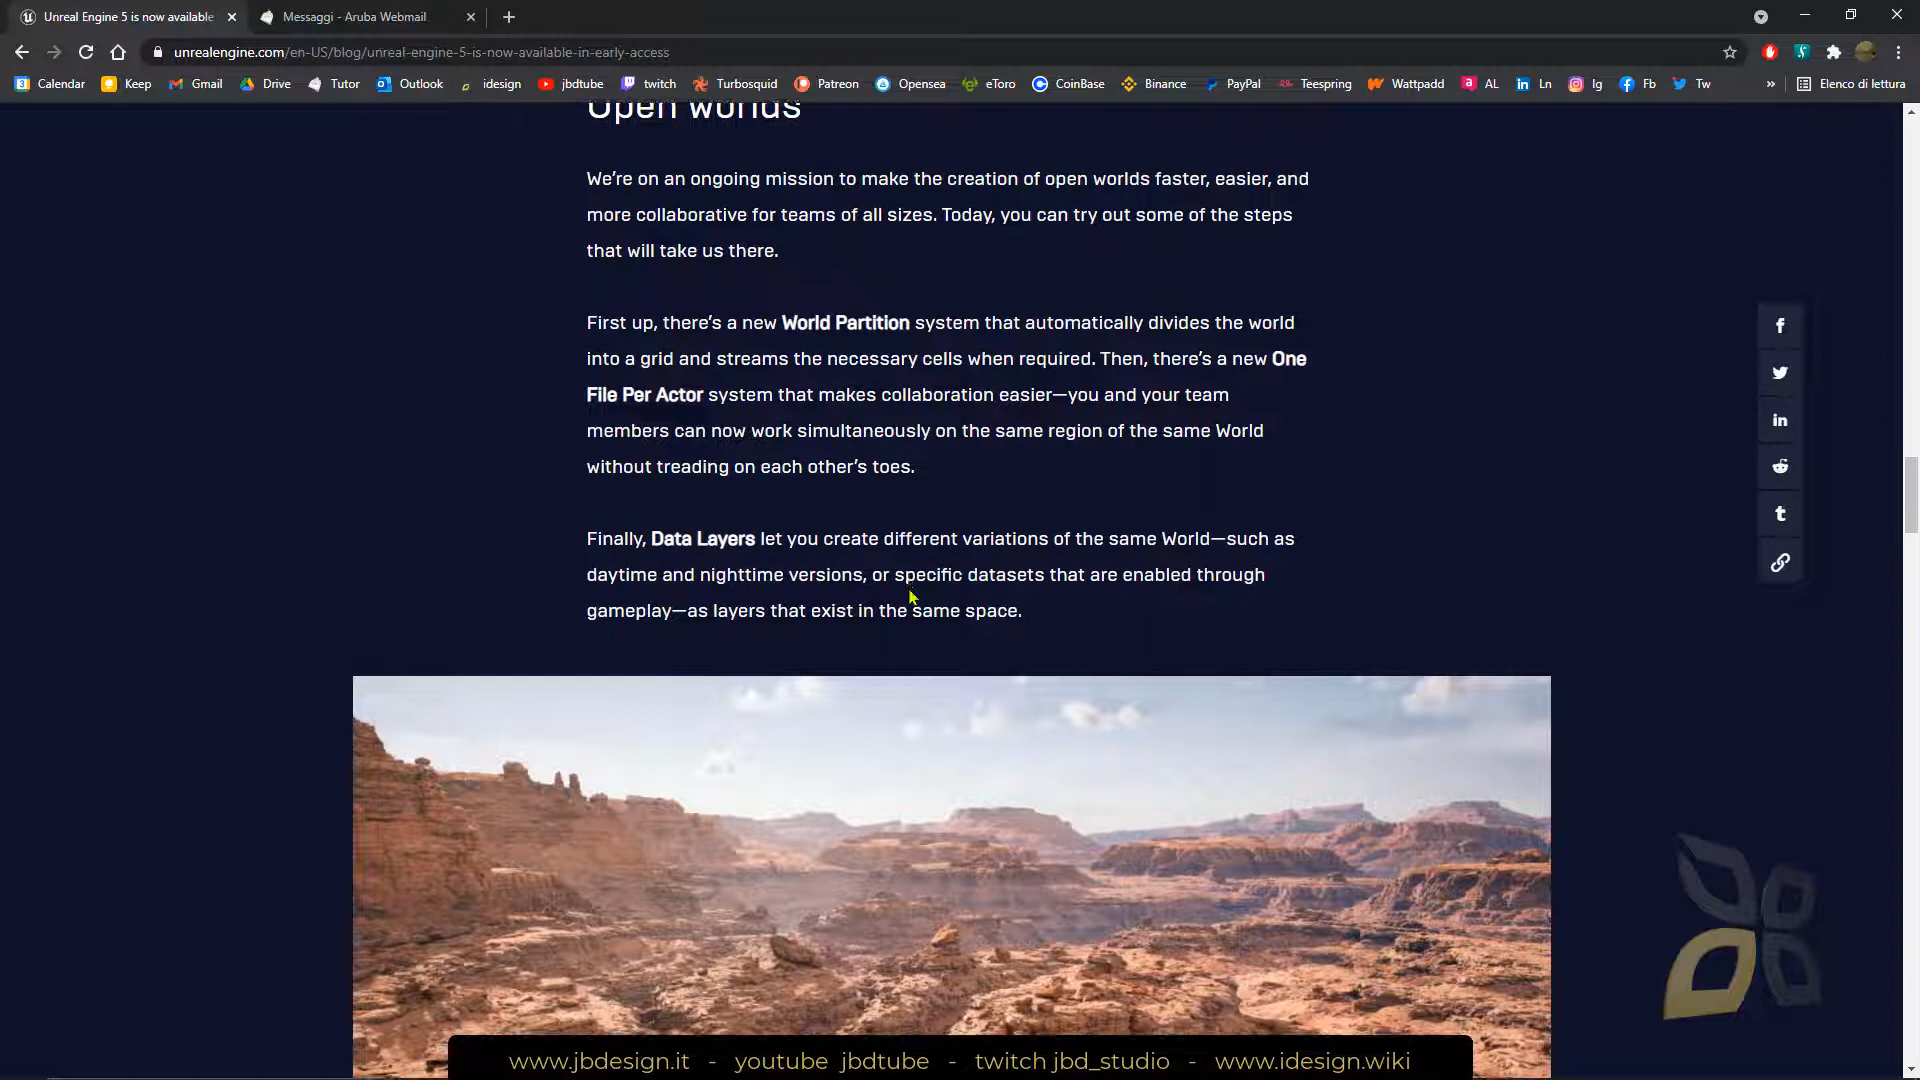 Unreal Engine 5 is now available
Messaggi - Aruba Webmail
unrealengine.com/en-US/blog/unreal-engine-5-is-now-available-in-early-access
Calendar
Keep
Gmail
Drive
Tutor
Outlook
idesign
jbdtube
twitch
Turbosquid
Patreon
Opensea
eToro
CoinBase
Binance
PayPal
Teespring
Wattpadd
AL
Ln
Ig
Fb
Tw
»
Elenco di lettura
Open worlds
We’re on an ongoing mission to make the creation of open worlds faster, easier, and
more collaborative for teams of all sizes. Today, you can try out some of the steps
that will take us there.
First up, there’s a new World Partition system that automatically divides the world
into a grid and streams the necessary cells when required. Then, there’s a new One
File Per Actor system that makes collaboration easier—you and your team
members can now work simultaneously on the same region of the same World
without treading on each other’s toes.
Finally, Data Layers let you create different variations of the same World—such as
daytime and nighttime versions, or specific datasets that are enabled through
gameplay—as layers that exist in the same space.
www.jbdesign.it - youtube jbdtube - twitch jbd_studio - www.idesign.wiki